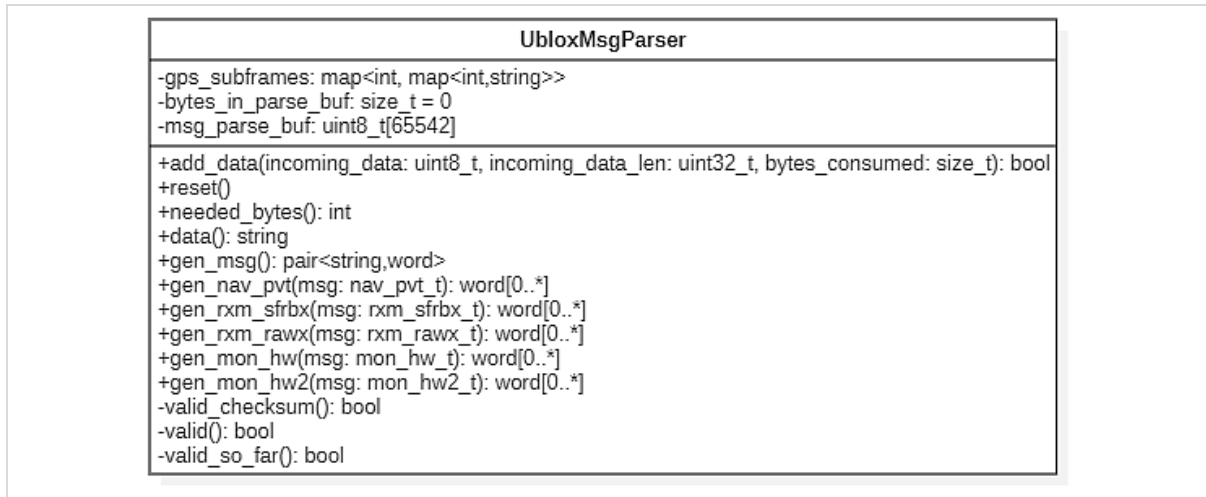 UbloxMsgParser
-gps_subframes: map<int, map<int,string>>
-bytes_in_parse_buf: size_t = 0
-msg_parse_buf: uint8_t[65542]
+add_data(incoming_data: uint8_t, incoming_data_len: uint32_t, bytes_consumed: size_t): bool
+reset()
+needed_bytes(): int
+data(): string
+gen_msg(): pair<string,word>
+gen_nav_pvt(msg: nav_pvt_t): word[0..*]
+gen_rxm_sfrbx(msg: rxm_sfrbx_t): word[0..*]
+gen_rxm_rawx(msg: rxm_rawx_t): word[0..*]
+gen_mon_hw(msg: mon_hw_t): word[0..*]
+gen_mon_hw2(msg: mon_hw2_t): word[0..*]
-valid_checksum(): bool
-valid(): bool
-valid_so_far(): bool